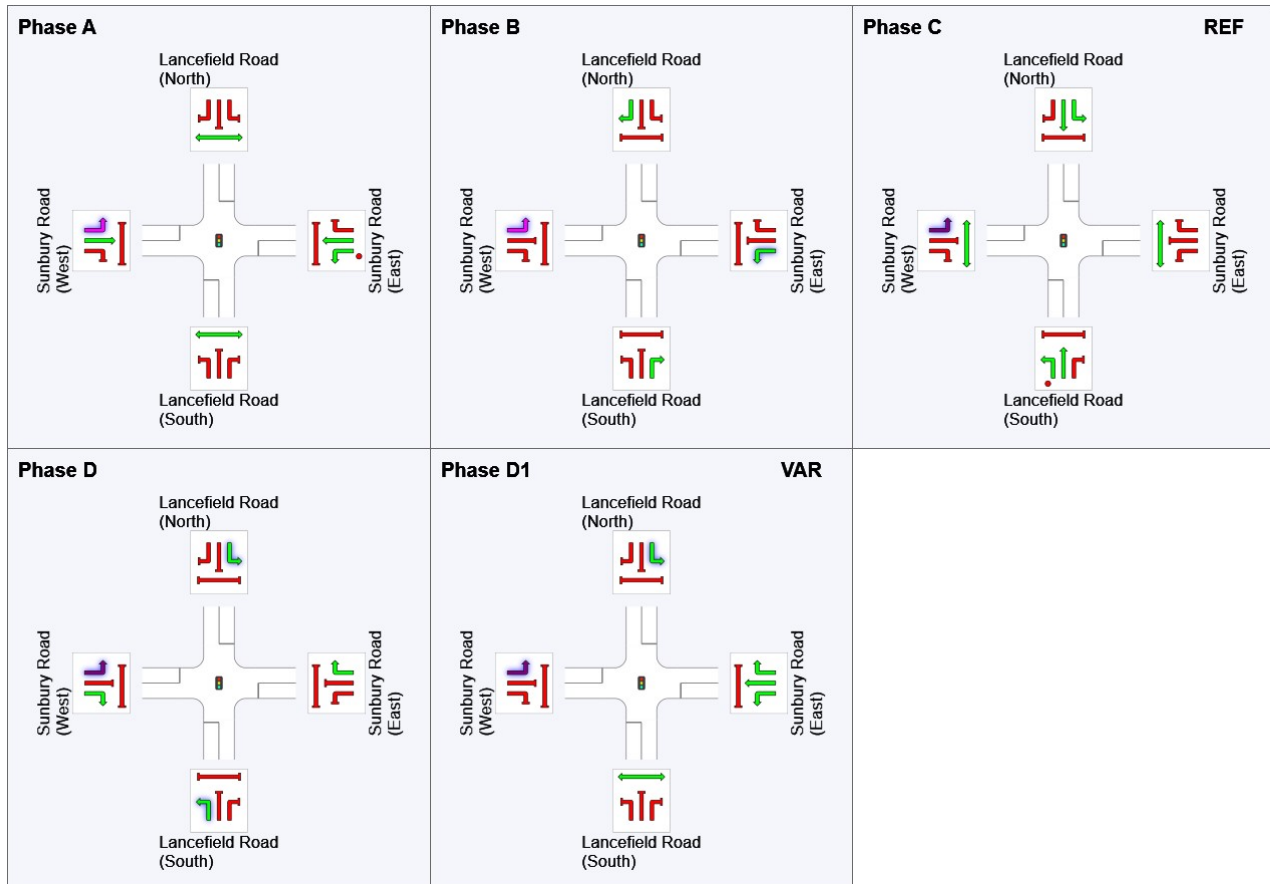 Phase A
Lancefield Road
(North)
Sunbury Road
(West)
Sunbury Road
(East)
Lancefield Road
(South)
Phase B
Lancefield Road
(North)
Sunbury Road
(West)
Sunbury Road
(East)
Lancefield Road
(South)
Phase C
REF
Lancefield Road
(North)
Sunbury Road
(West)
Sunbury Road
(East)
Lancefield Road
(South)
Phase D
Lancefield Road
(North)
Sunbury Road
(West)
Sunbury Road
(East)
Lancefield Road
(South)
Phase D1
VAR
Lancefield Road
(North)
Sunbury Road
(West)
Sunbury Road
(East)
Lancefield Road
(South)